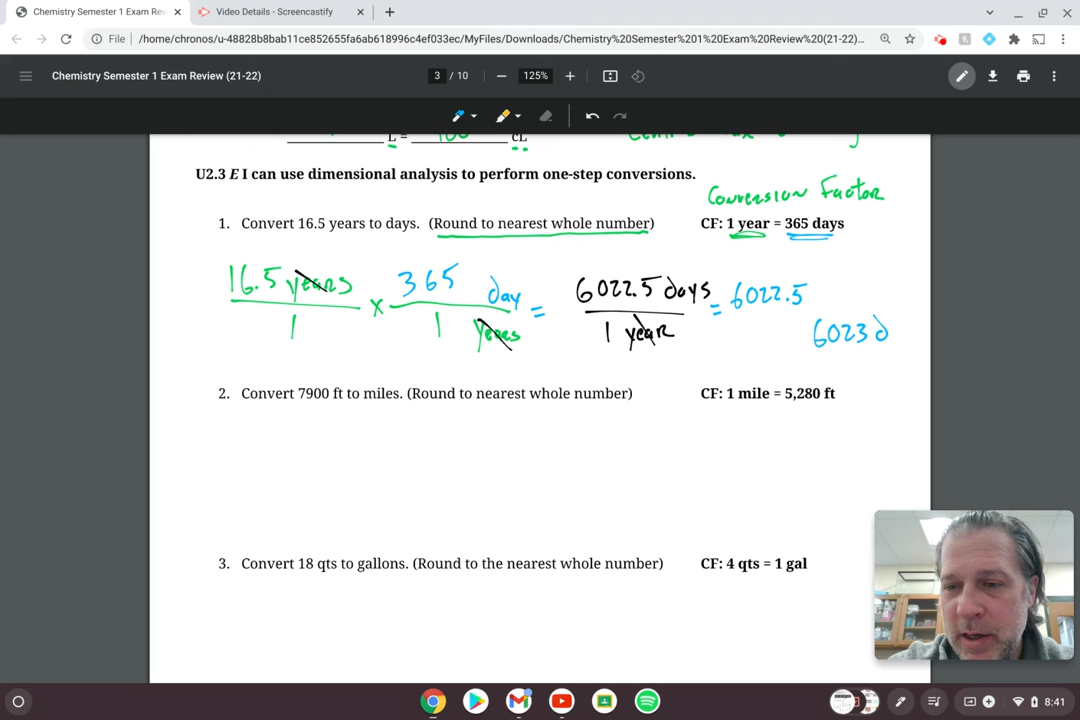 Chemistry Semester 1 Exam Rev
Video Details - Screencastify
File /home/chronos/u-48828b8bab11ce852655fa6ab618996c4ef033ec/MyFiles/Downloads/Chemistry%20Semester%201%20Exam%20Review%20(21-22)...
Chemistry Semester 1 Exam Review (21-22)
3 / 10
125%
L = 100 cL
U2.3 E I can use dimensional analysis to perform one-step conversions.
Conversion Factor
1. Convert 16.5 years to days. (Round to nearest whole number) CF: 1 year = 365 days
16.5 years x 365 day = 6022.5 days = 6022.5
1 1 years 1 year 6023 d
2. Convert 7900 ft to miles. (Round to nearest whole number) CF: 1 mile = 5,280 ft
3. Convert 18 qts to gallons. (Round to the nearest whole number) CF: 4 qts = 1 gal
8:41